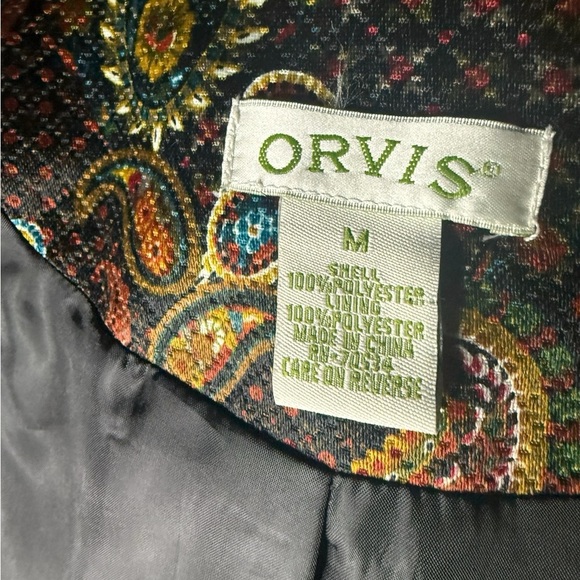 ORVIS®
M
SHELL
100%POLYESTER
LINING
100%POLYESTER
MADE IN CHINA
RN-70534
CARE ON REVERSE